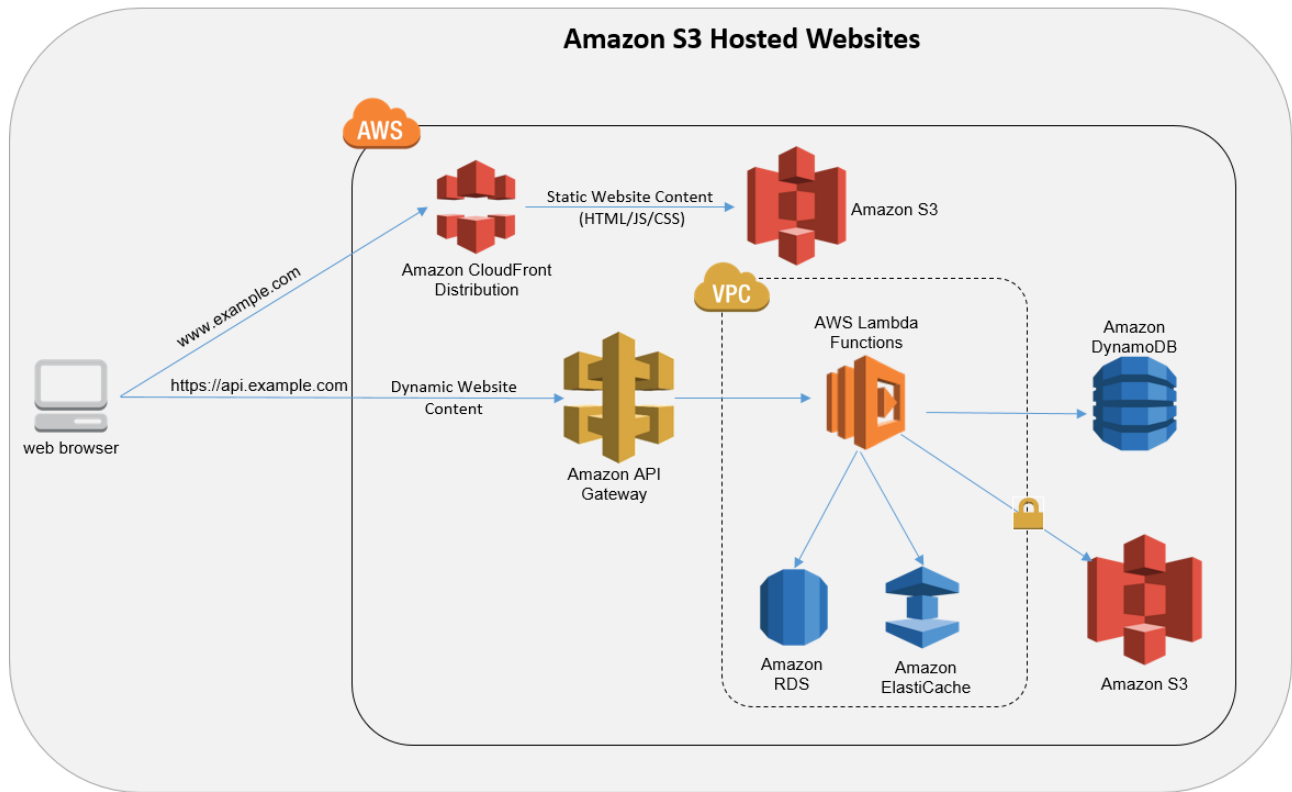 Amazon S3 Hosted Websites
AWS
Static Website Content
(HTML/JS/CSS)
Amazon S3
Amazon CloudFront
Distribution
www.example.com
VPC
AWS Lambda
Functions
Amazon
DynamoDB
https://api.example.com
Dynamic Website
Content
web browser
Amazon API
Gateway
Amazon
RDS
Amazon
ElastiCache
Amazon S3